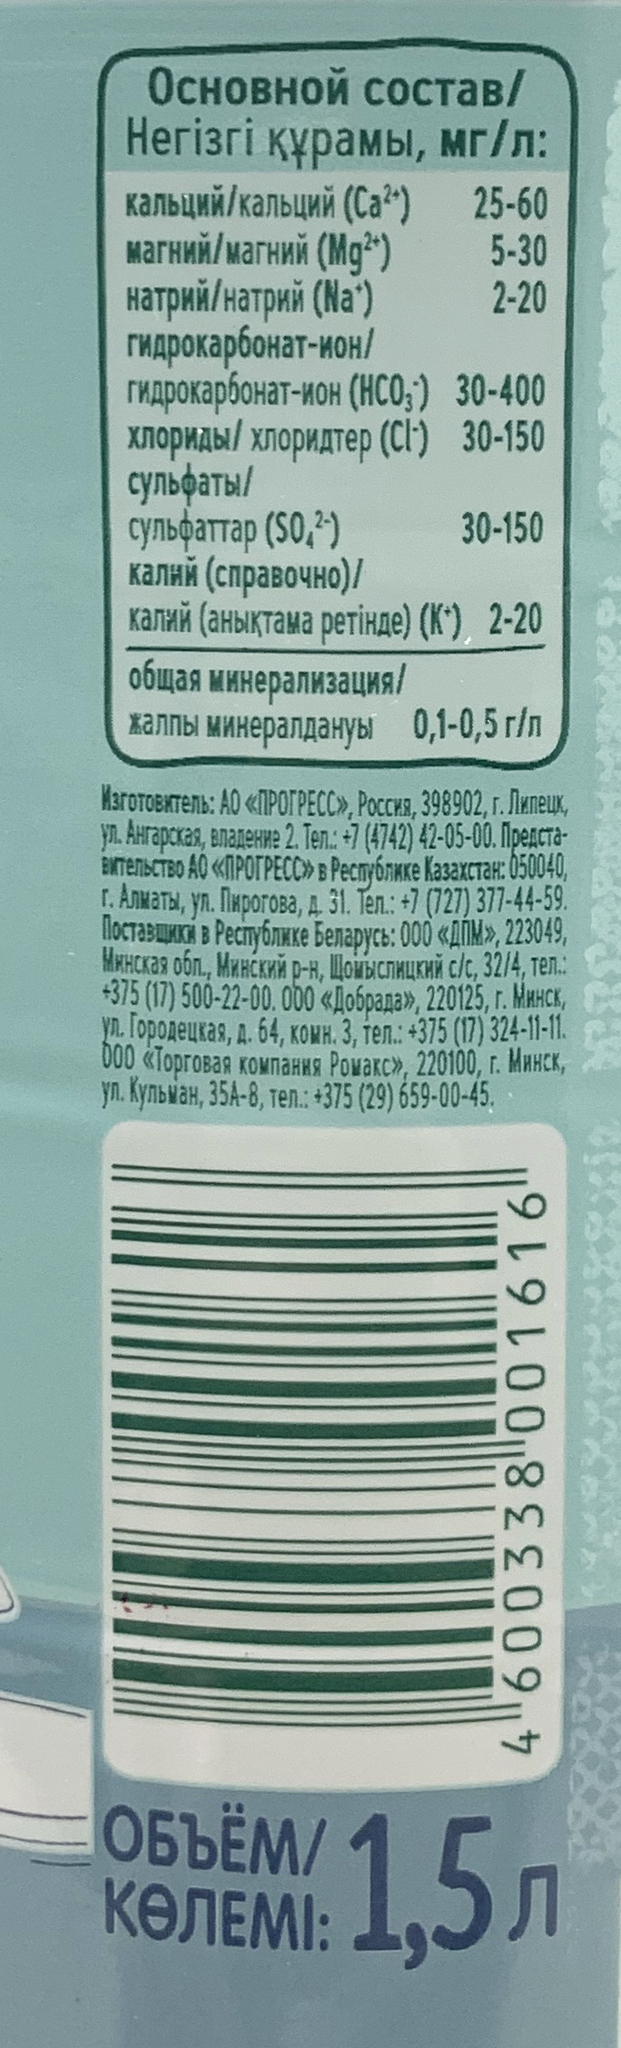 Основной состав/
Негізгі құрамы, мг/л:
кальций/кальций (Ca²⁺) 25-60
магний/магний (Mg²⁺) 5-30
натрий/натрий (Na⁺) 2-20
гидрокарбонат-ион/
гидрокарбонат-ион (HCO₃⁻) 30-400
хлориды/ хлоридтер (Cl⁻) 30-150
сульфаты/
сульфаттар (SO₄²⁻) 30-150
калий (справочно)/
калий (анықтама ретінде) (K⁺) 2-20
общая минерализация/
жалпы минералдануы 0,1-0,5 г/л
Изготовитель: АО «ПРОГРЕСС», Россия, 398902, г. Липецк,
ул. Ангарская, владение 2. Тел.: +7 (4742) 42-05-00. Предста-
вительство АО «ПРОГРЕСС» в Республике Казахстан: 050040,
г. Алматы, ул. Пирогова, д. 31. Тел.: +7 (727) 377-44-59.
Поставщики в Республике Беларусь: ООО «ДПМ», 223049,
Минская обл., Минский р-н, Щомыслицкий с/с, 32/4, тел.:
+375 (17) 500-22-00. ООО «Добрада», 220125, г. Минск,
ул. Городецкая, д. 64, комн. 3, тел.: +375 (17) 324-11-11.
ООО «Торговая компания Ромакс», 220100, г. Минск,
ул. Кульман, 35А-8, тел.: +375 (29) 659-00-45.
4 600338 001616
ОБЪЁМ/
КӨЛЕМІ: 1,5 л